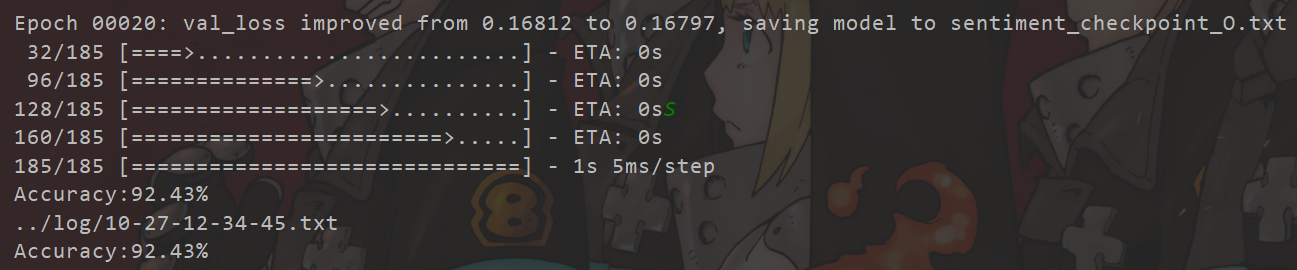 Epoch 00020: val_loss improved from 0.16812 to 0.16797, saving model to sentiment_checkpoint_O.txt
 32/185 [====>.........................] - ETA: 0s
 96/185 [==============>...............] - ETA: 0s
128/185 [===================>..........] - ETA: 0sS
160/185 [========================>.....] - ETA: 0s
185/185 [==============================] - 1s 5ms/step
Accuracy:92.43%
../log/10-27-12-34-45.txt
Accuracy:92.43%
8